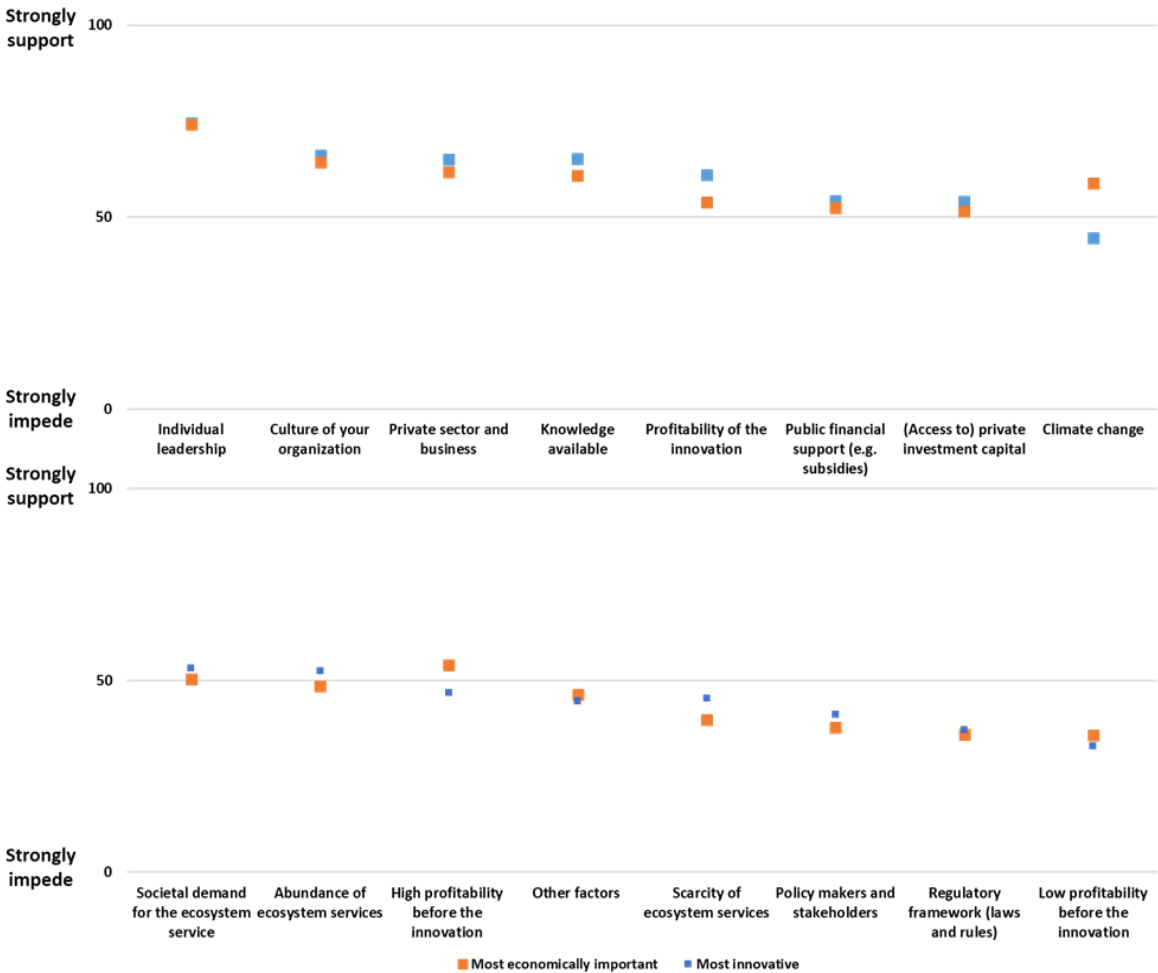 Strongly
support
100
50
Strongly
impede
0
Individual
leadership
Culture of your
organization
Private sector and
business
Knowledge
available
Profitability of the
innovation
Public financial
support (e.g.
subsidies)
(Access to) private
investment capital
Climate change
Strongly
support
100
50
Strongly
impede
0
Societal demand
for the ecosystem
service
Abundance of
ecosystem services
High profitability
before the
innovation
Other factors
Scarcity of
ecosystem services
Policy makers and
stakeholders
Regulatory
framework (laws
and rules)
Low profitability
before the
innovation
Most economically important
Most innovative